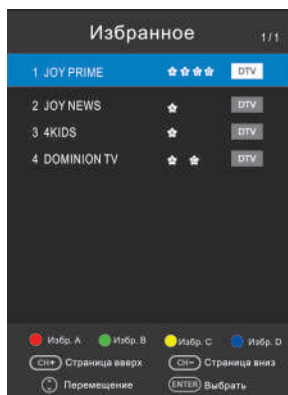 Избранное 1/1
1 JOY PRIME DTV
2 JOY NEWS DTV
3 4KIDS DTV
4 DOMINION TV DTV
Избр. A Избр. B Избр. C Избр. D
CH+ Страница вверх CH− Страница вниз
Перемещение ENTER Выбрать